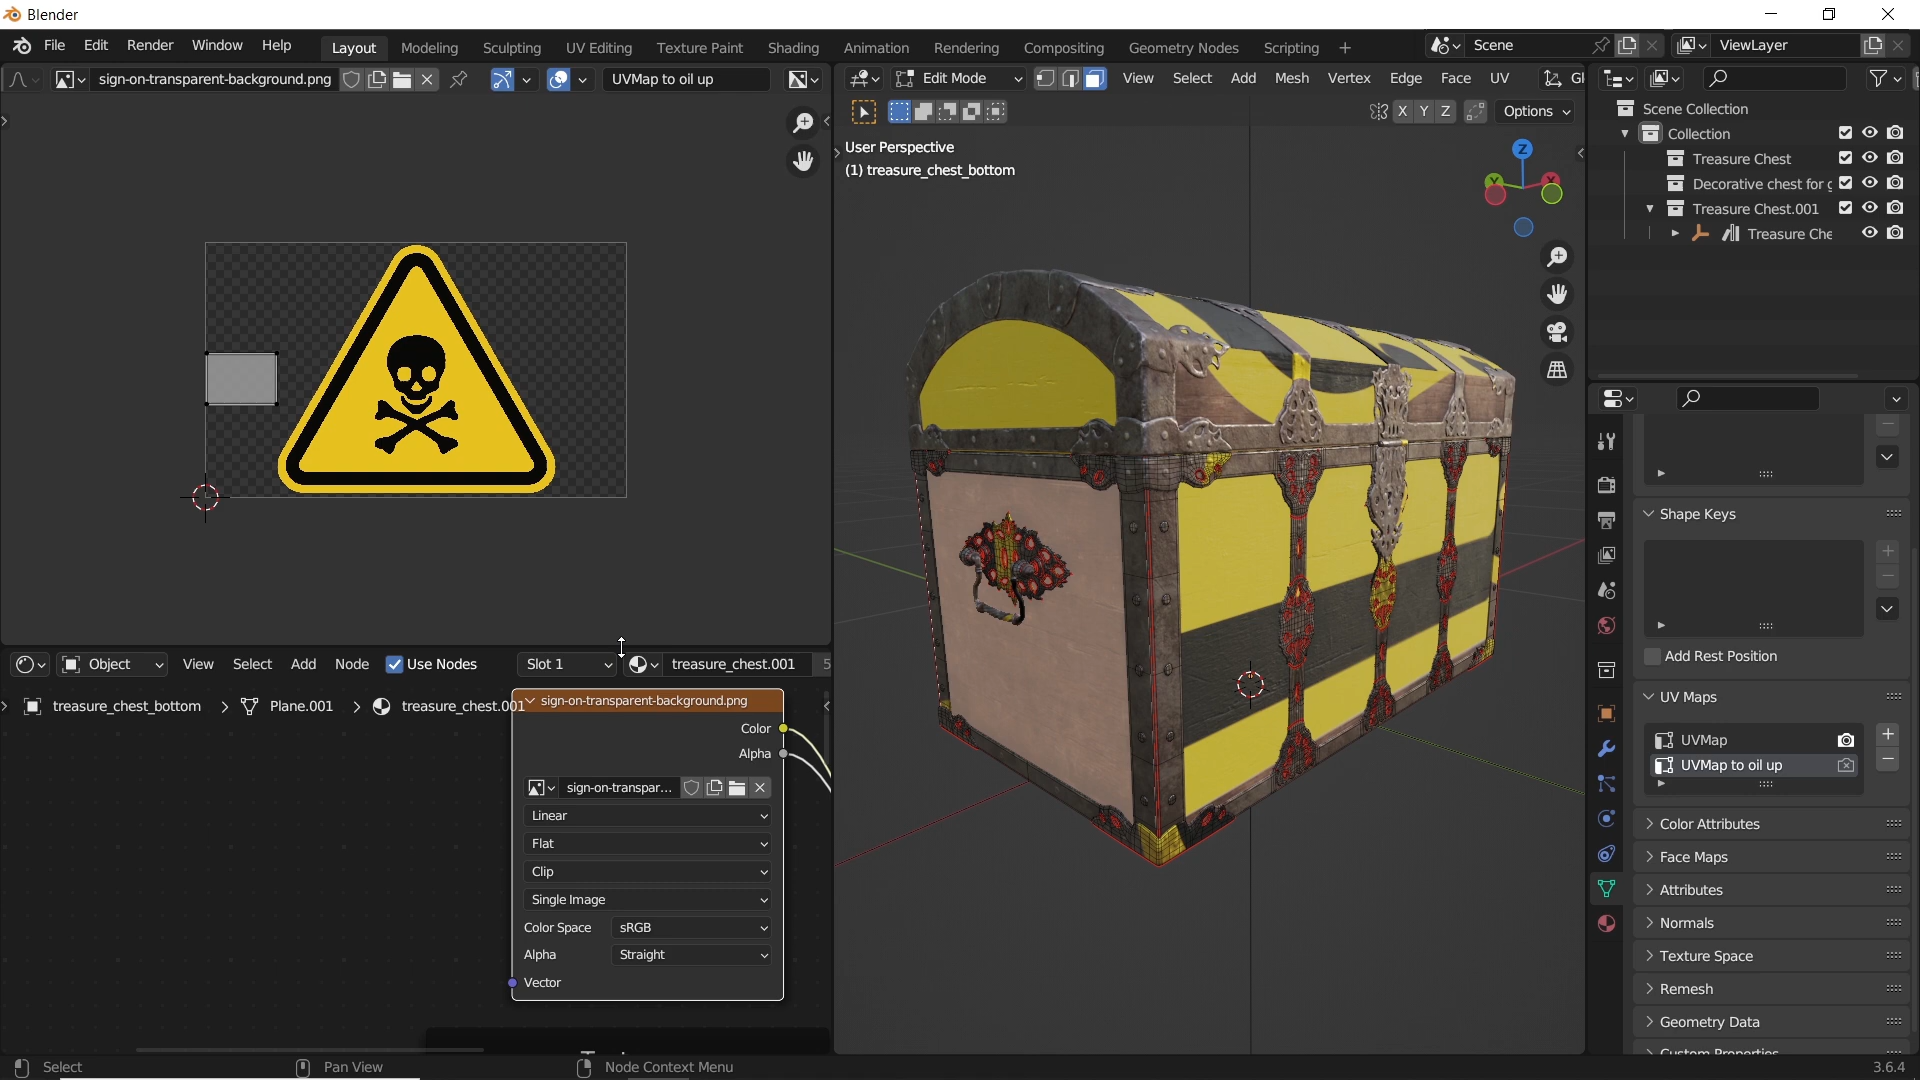 Blender
File Edit Render Window Help Layout Modeling Sculpting UV Editing Texture Paint Shading Animation Rendering Compositing Geometry Nodes Scripting + Scene ViewLayer
sign-on-transparent-background.png UVMap to oil up
Edit Mode View Select Add Mesh Vertex Edge Face UV Gl
X Y Z Options
User Perspective
(1) treasure_chest_bottom
Z
Y
X
Scene Collection
Collection
Treasure Chest
Decorative chest for g
Treasure Chest.001
Treasure Che
Shape Keys
Add Rest Position
UV Maps
UVMap
UVMap to oil up
Color Attributes
Face Maps
Attributes
Normals
Texture Space
Remesh
Geometry Data
Custom Properties
Object View Select Add Node Use Nodes Slot 1 treasure_chest.001 5
treasure_chest_bottom > Plane.001 > treasure_chest.001
sign-on-transparent-background.png
Color
Alpha
sign-on-transpar...
Linear
Flat
Clip
Single Image
Color Space sRGB
Alpha Straight
Vector
Select Pan View Node Context Menu 3.6.4